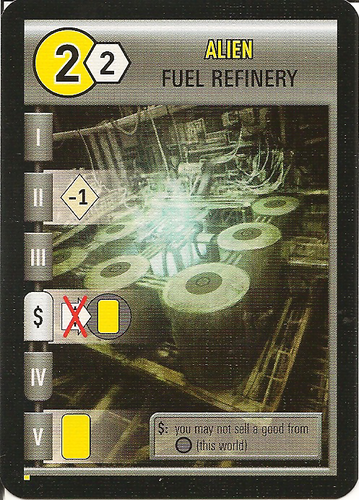 2 2
ALIEN
FUEL REFINERY
I
II -1
III
$
IV
V
$: you may not sell a good from
(this world)